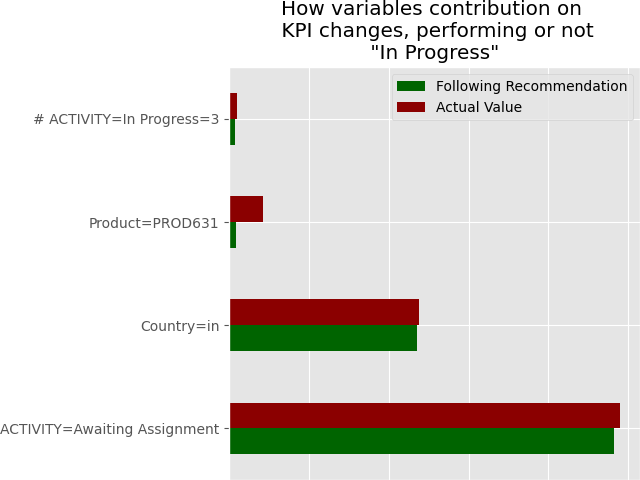 How variables contribution on
KPI changes, performing or not
"In Progress"
Following Recommendation
Actual Value
# ACTIVITY=In Progress=3
Product=PROD631
Country=in
ACTIVITY=Awaiting Assignment